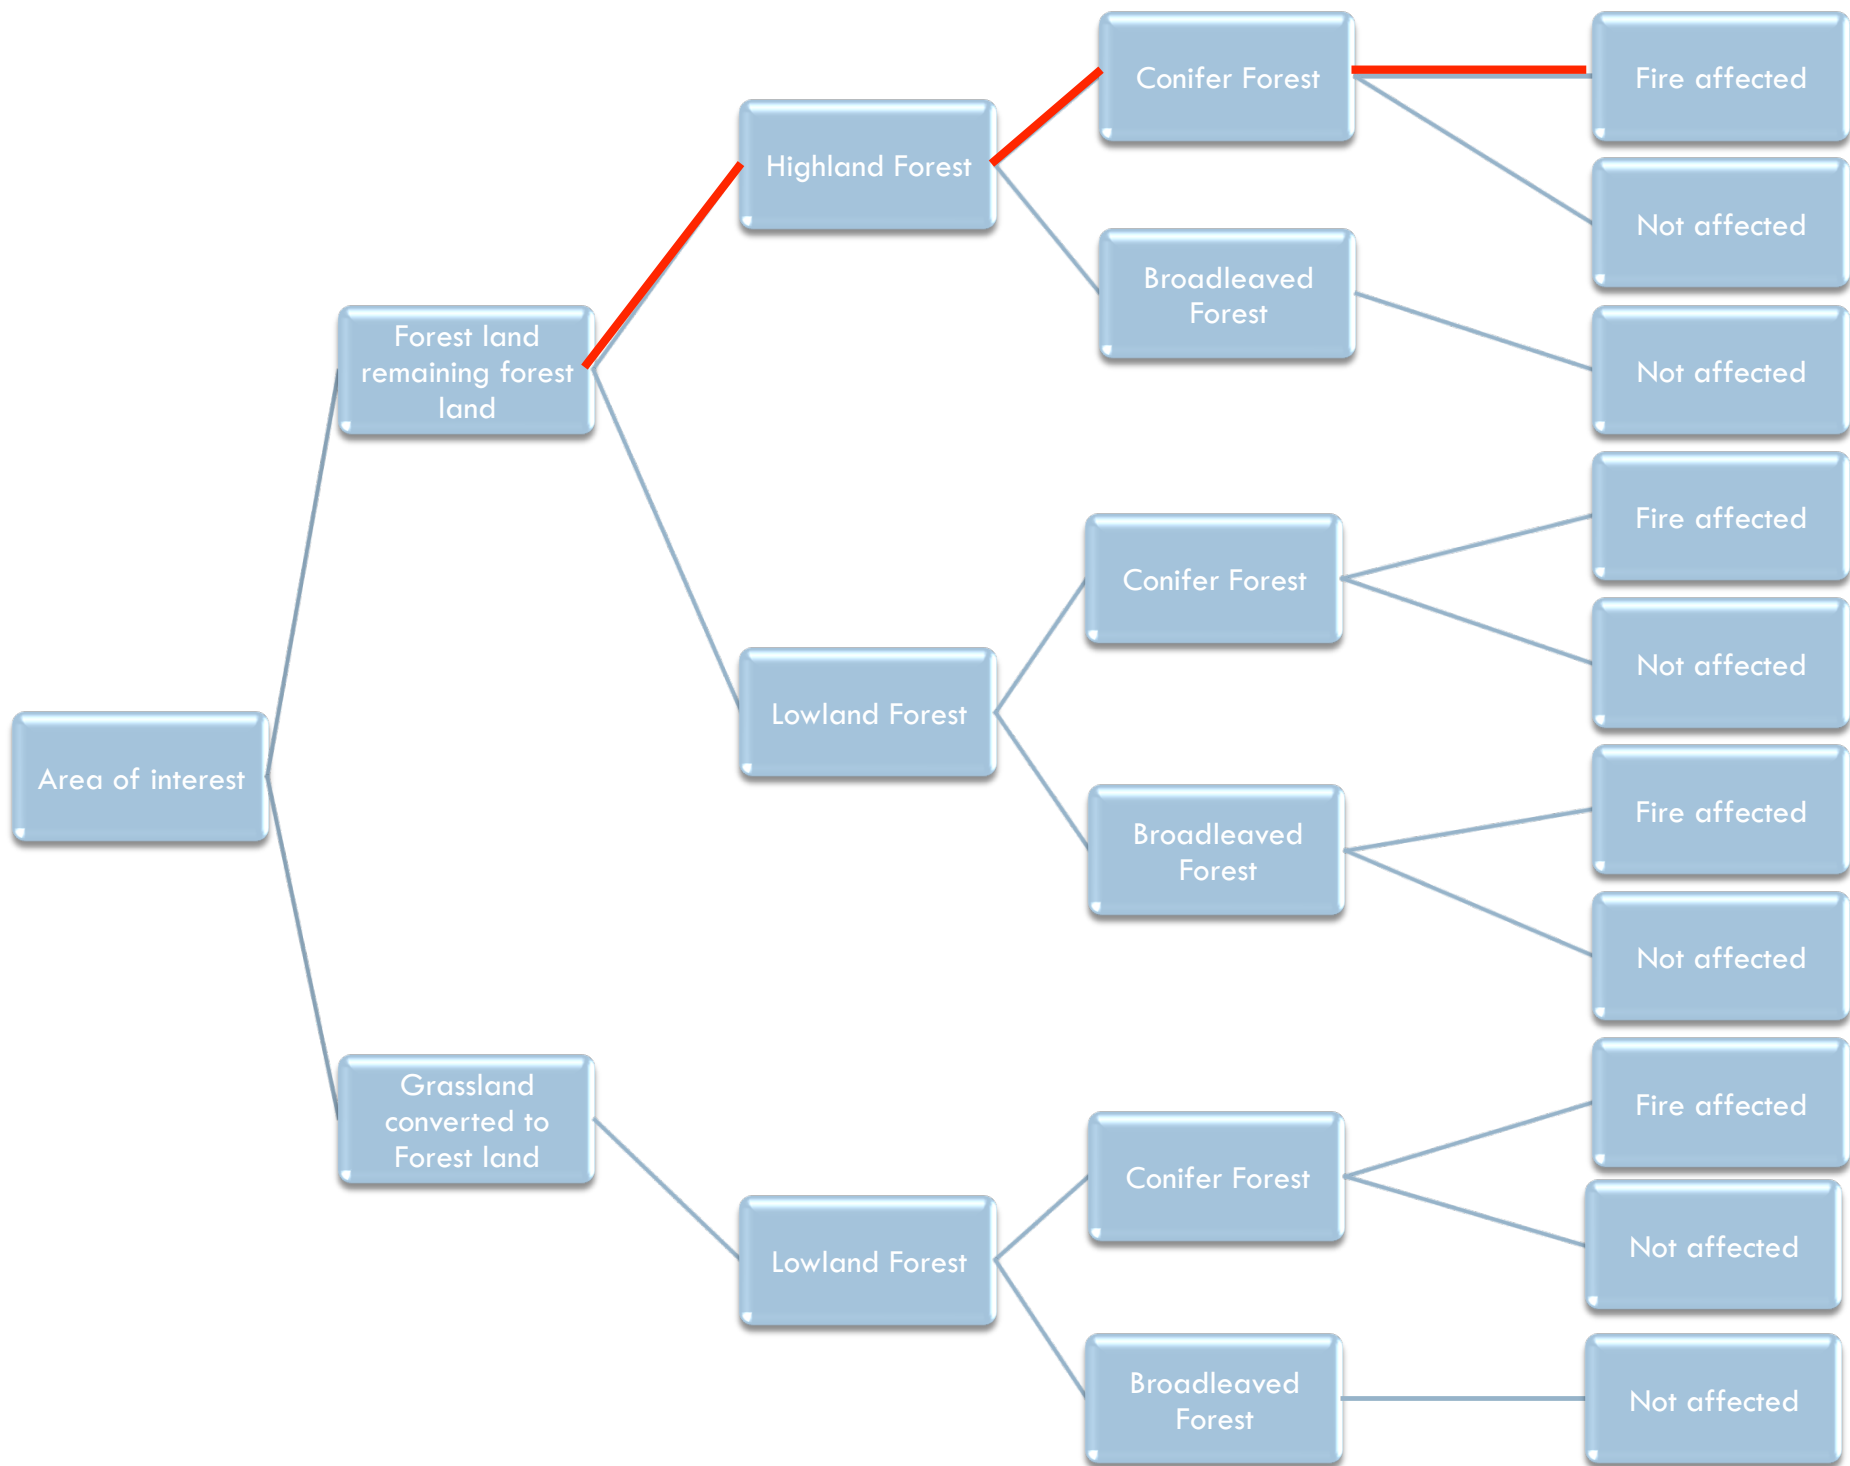 Area of interest
Forest land
remaining forest
land
Grassland
converted to
Forest land
Highland Forest
Lowland Forest
Lowland Forest
Conifer Forest
Broadleaved
Forest
Conifer Forest
Broadleaved
Forest
Conifer Forest
Broadleaved
Forest
Fire affected
Not affected
Not affected
Fire affected
Not affected
Fire affected
Not affected
Fire affected
Not affected
Not affected